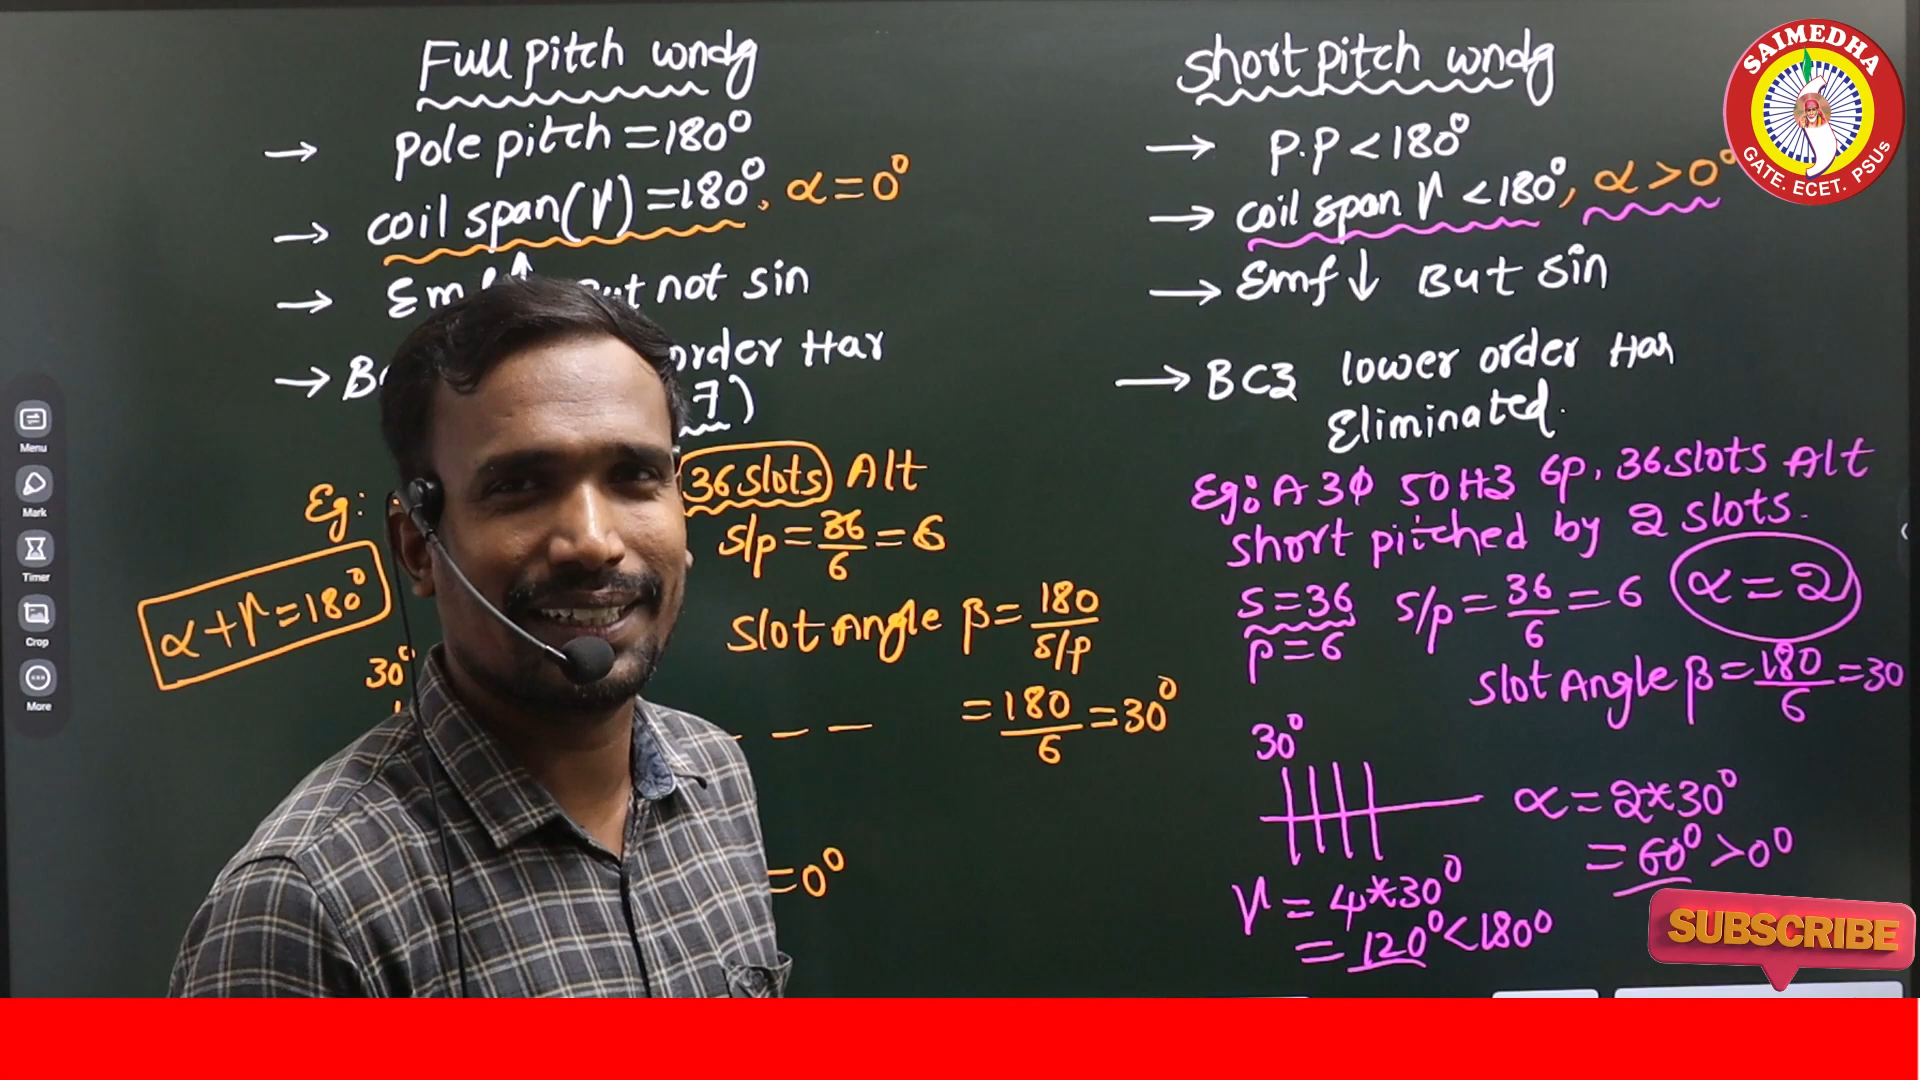 Full pitch wndg
→ pole pitch = 180°
→ coil span(γ) = 180°, α = 0°
→ Emf ↑ But not sin
→ order Har
7)
Eg: 36 slots Alt
s/p = 36/6 = 6
α + γ = 180°
slot Angle β = 180/s/p
30°
= 180/6 = 30°
= 0°
short pitch wndg
→ P.P < 180°
→ coil span γ < 180°, α > 0°
→ Emf ↓ But sin
→ BCZ lower order Har
Eliminated.
Eg: A 3φ 50HZ 6p, 36 slots Alt
short pitched by 2 slots.
s = 36 s/p = 36/6 = 6 α = 2
p = 6
slot Angle β = 180/6 = 30
30°
α = 2*30°
= 60° > 0°
γ = 4*30°
= 120° < 180°
SAIMEDHA
GATE. ECET. PSUs
Menu
Mark
Timer
Crop
More
SUBSCRIBE